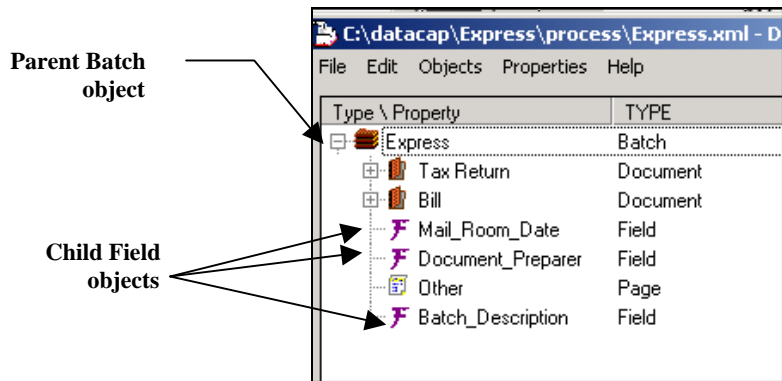 Parent Batch
object
Child Field
objects
C:\datacap\Express\process\Express.xml - D
File Edit Objects Properties Help
Type \ Property TYPE
Express Batch
Tax Return Document
Bill Document
Mail_Room_Date Field
Document_Preparer Field
Other Page
Batch_Description Field